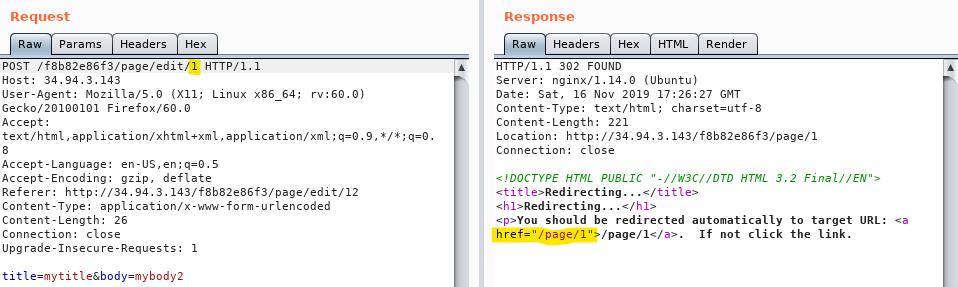 Request
Raw Params Headers Hex
POST /f8b82e86f3/page/edit/1 HTTP/1.1
Host: 34.94.3.143
User-Agent: Mozilla/5.0 (X11; Linux x86_64; rv:60.0)
Gecko/20100101 Firefox/60.0
Accept:
text/html,application/xhtml+xml,application/xml;q=0.9,*/*;q=0.
8
Accept-Language: en-US,en;q=0.5
Accept-Encoding: gzip, deflate
Referer: http://34.94.3.143/f8b82e86f3/page/edit/12
Content-Type: application/x-www-form-urlencoded
Content-Length: 26
Connection: close
Upgrade-Insecure-Requests: 1
title=mytitle&body=mybody2
Response
Raw Headers Hex HTML Render
HTTP/1.1 302 FOUND
Server: nginx/1.14.0 (Ubuntu)
Date: Sat, 16 Nov 2019 17:26:27 GMT
Content-Type: text/html; charset=utf-8
Content-Length: 221
Location: http://34.94.3.143/f8b82e86f3/page/1
Connection: close
<!DOCTYPE HTML PUBLIC "-//W3C//DTD HTML 3.2 Final//EN">
<title>Redirecting...</title>
<h1>Redirecting...</h1>
<p>You should be redirected automatically to target URL: <a
href="/page/1">/page/1</a>.  If not click the link.